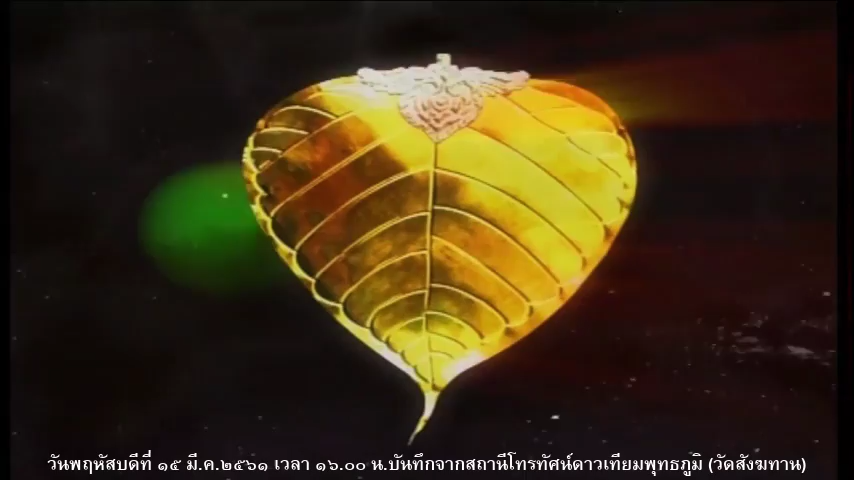 วันพฤหัสบดีที่ ๑๕ มี.ค.๒๕๖๑ เวลา ๑๖.๐๐ น.บันทึกจากสถานีโทรทัศน์ดาวเทียมพุทธภูมิ (วัดสังฆทาน)